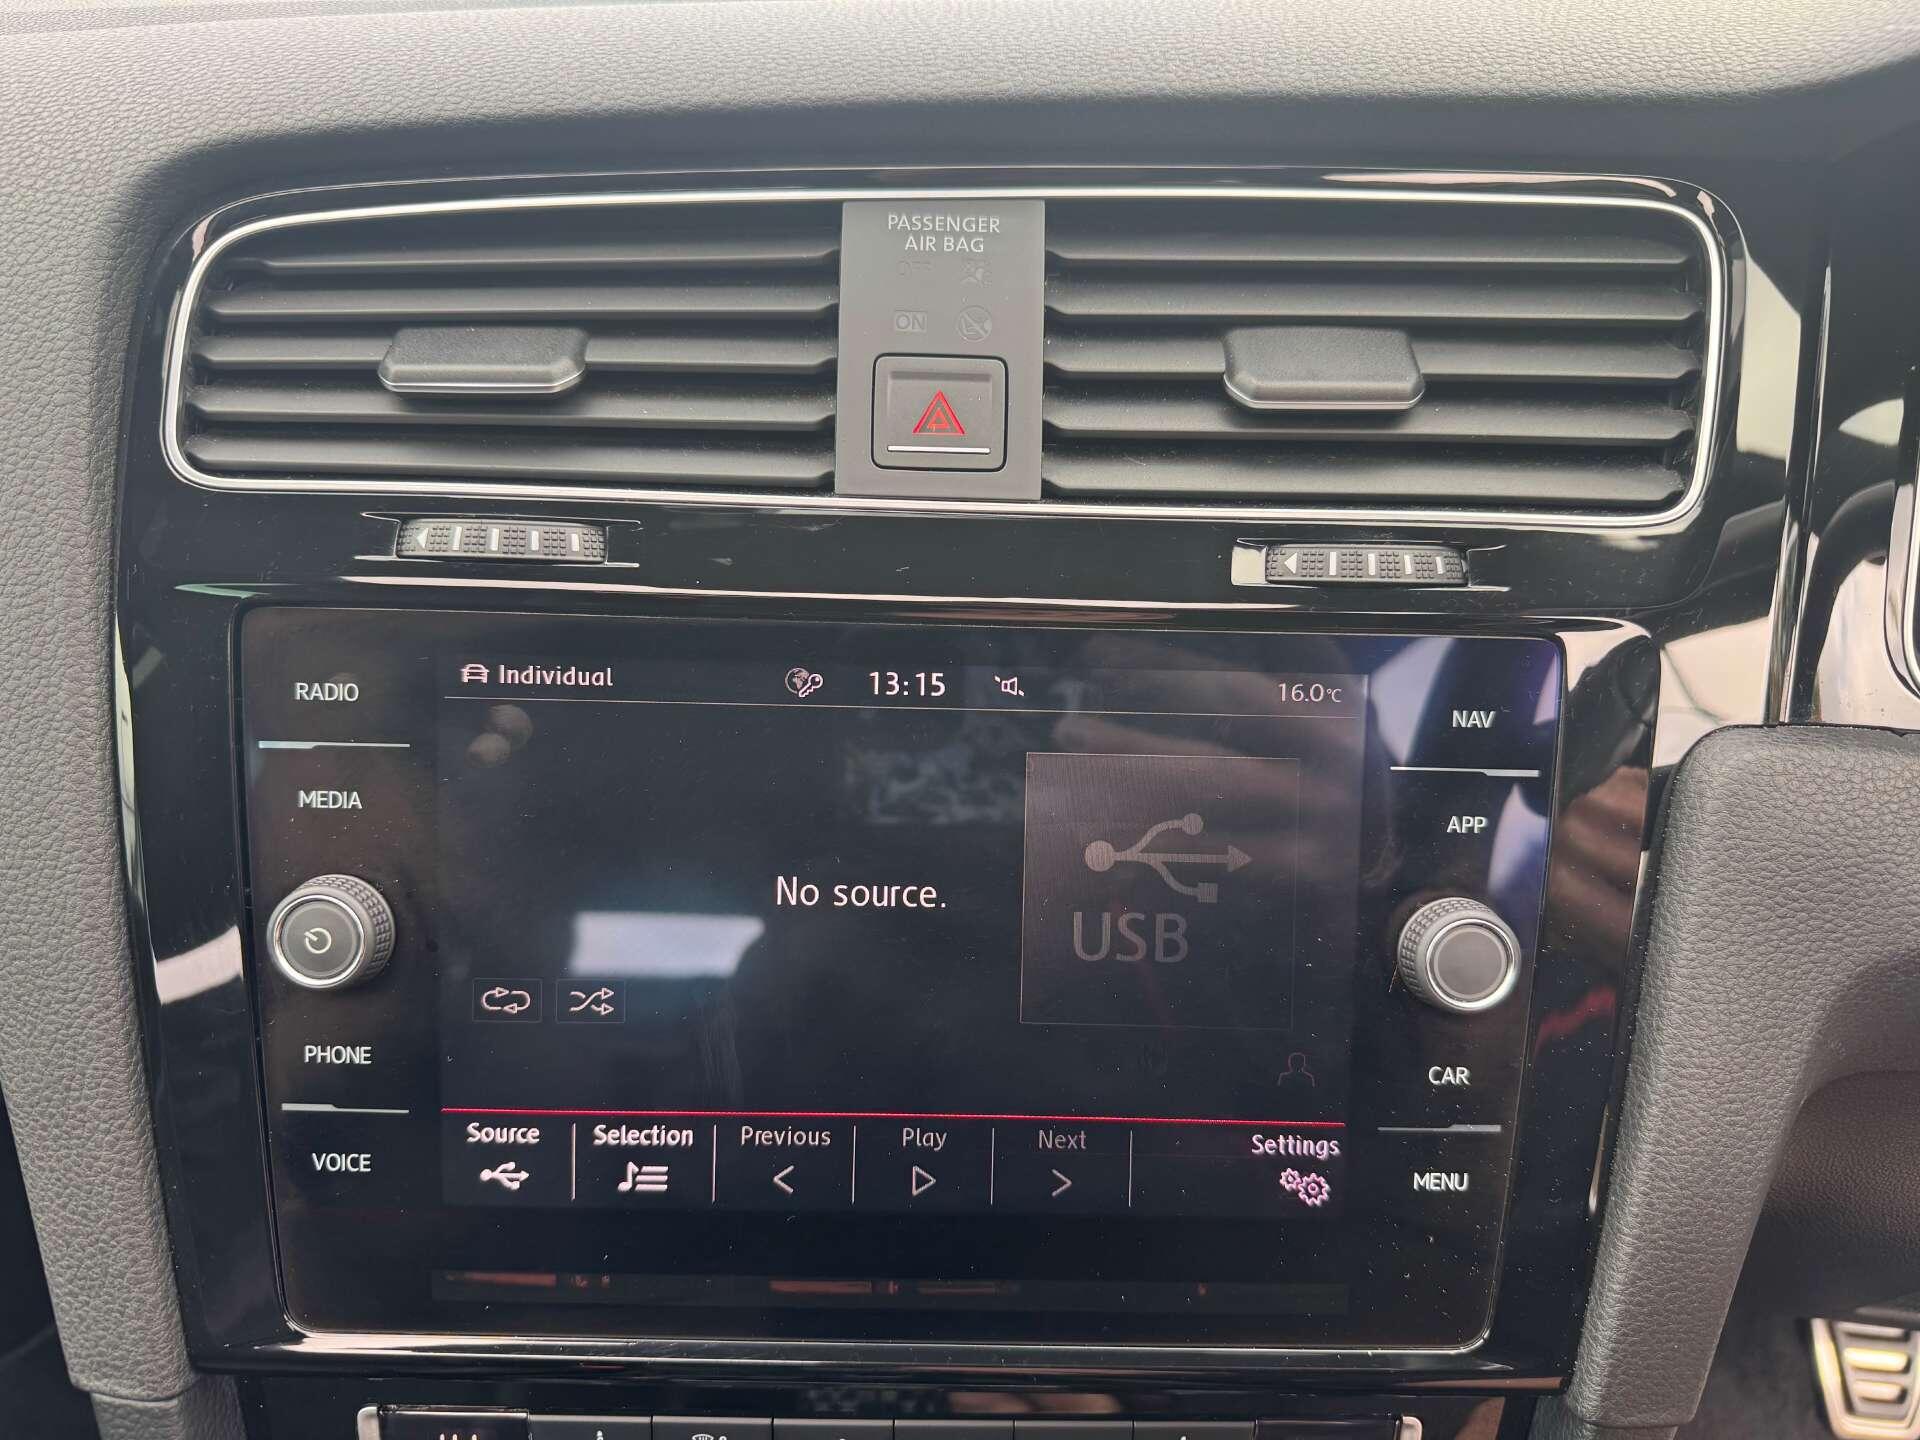 PASSENGER
AIR BAG
OFF
ON
Individual
13:15
16.0°C
RADIO
MEDIA
PHONE
VOICE
NAV
APP
CAR
MENU
No source.
USB
Source
Selection
Previous
Play
Next
Settings